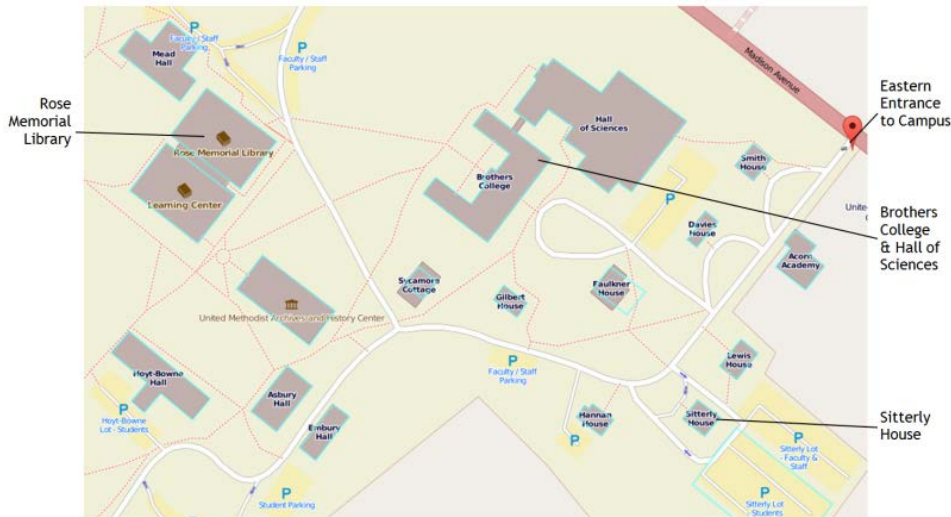 Rose
Memorial
Library
Eastern
Entrance
to Campus
Brothers
College
& Hall of
Sciences
Sitterly
House
P
Faculty / Staff
Parking
P
Faculty / Staff
Parking
Mead
Hall
Madison Avenue
Hall
of Sciences
Rose Memorial Library
Smith
House
Brothers
College
Learning Center
P
Davies
House
Acorn
Academy
Sycamore
Cottage
Faulkner
House
Gilbert
House
United Methodist Archives and History Center
Lewis
House
P
Faculty / Staff
Parking
Hoyt-Bowne
Hall
Asbury
Hall
P
Hoyt-Bowne
Lot - Students
Embury
Hall
Hannan
House
P
Sitterly
House
P
Sitterly Lot
- Faculty &
Staff
P
Student Parking
P
Sitterly Lot
- Students